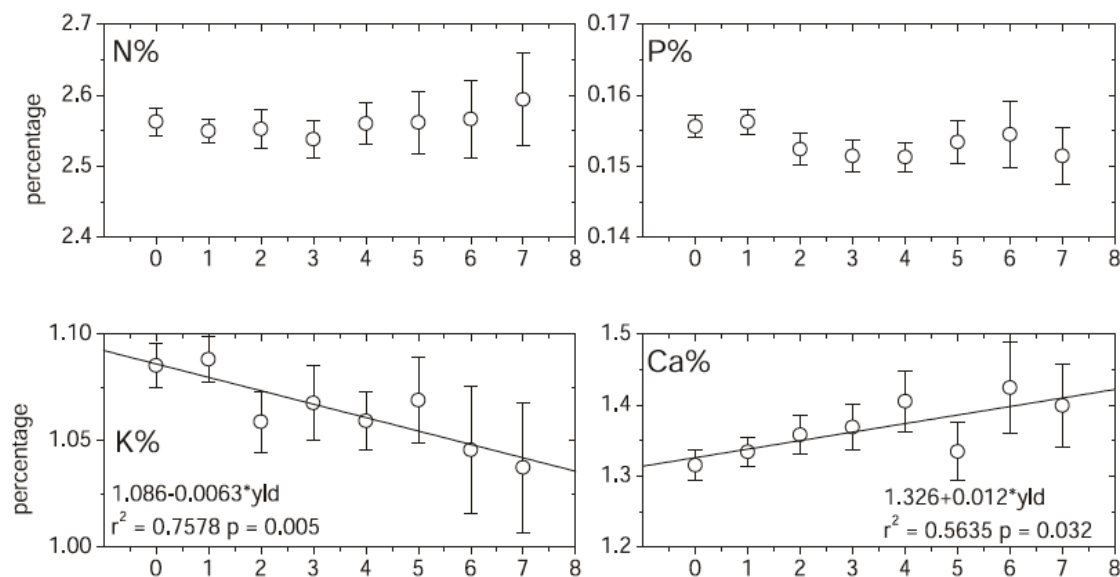 2.7
N%
2.6
2.5
2.4
percentage
0 1 2 3 4 5 6 7 8
0.17
P%
0.16
0.15
0.14
0 1 2 3 4 5 6 7 8
1.10
1.05
K%
1.086-0.0063*yld
r² = 0.7578 p = 0.005
1.00
percentage
0 1 2 3 4 5 6 7 8
1.5
Ca%
1.4
1.3
1.326+0.012*yld
r² = 0.5635 p = 0.032
1.2
0 1 2 3 4 5 6 7 8